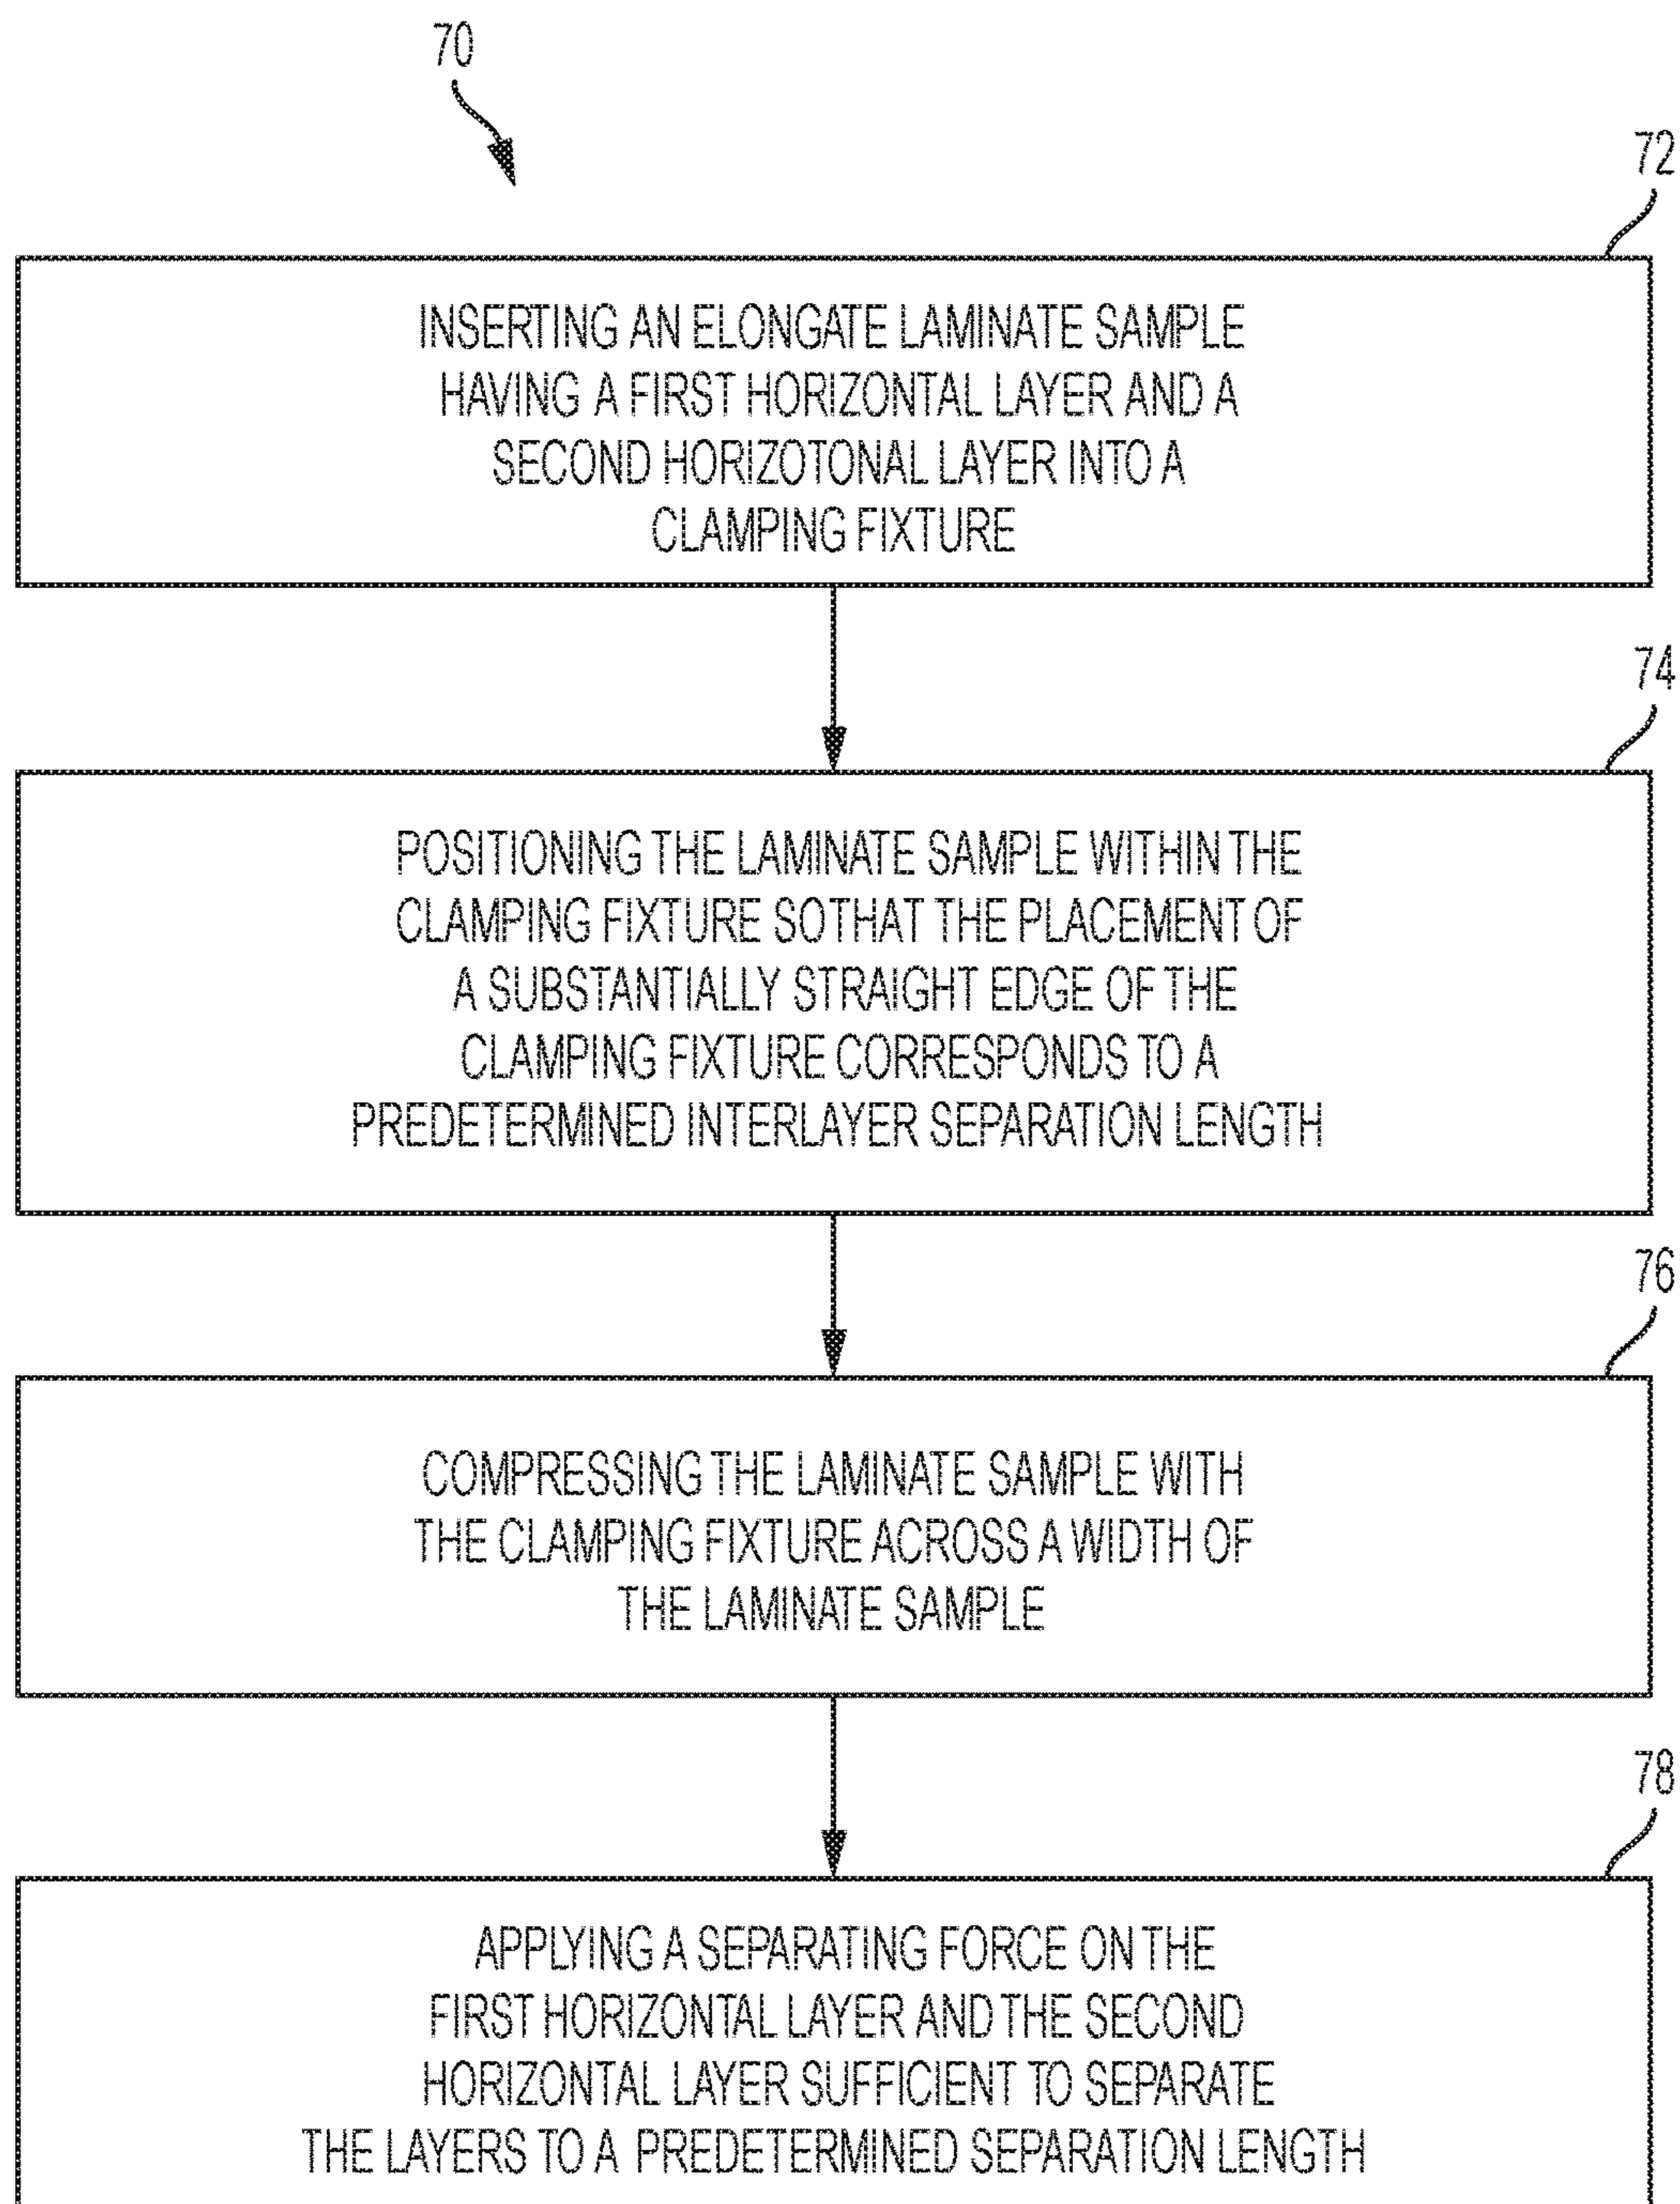 70
72
INSERTING AN ELONGATE LAMINATE SAMPLE
HAVING A FIRST HORIZONTAL LAYER AND A
SECOND HORIZOTONAL LAYER INTO A
CLAMPING FIXTURE
74
POSITIONING THE LAMINATE SAMPLE WITHIN THE
CLAMPING FIXTURE SO THAT THE PLACEMENT OF
A SUBSTANTIALLY STRAIGHT EDGE OF THE
CLAMPING FIXTURE CORRESPONDS TO A
PREDETERMINED INTERLAYER SEPARATION LENGTH
76
COMPRESSING THE LAMINATE SAMPLE WITH
THE CLAMPING FIXTURE ACROSS A WIDTH OF
THE LAMINATE SAMPLE
78
APPLYING A SEPARATING FORCE ON THE
FIRST HORIZONTAL LAYER AND THE SECOND
HORIZONTAL LAYER SUFFICIENT TO SEPARATE
THE LAYERS TO A PREDETERMINED SEPARATION LENGTH